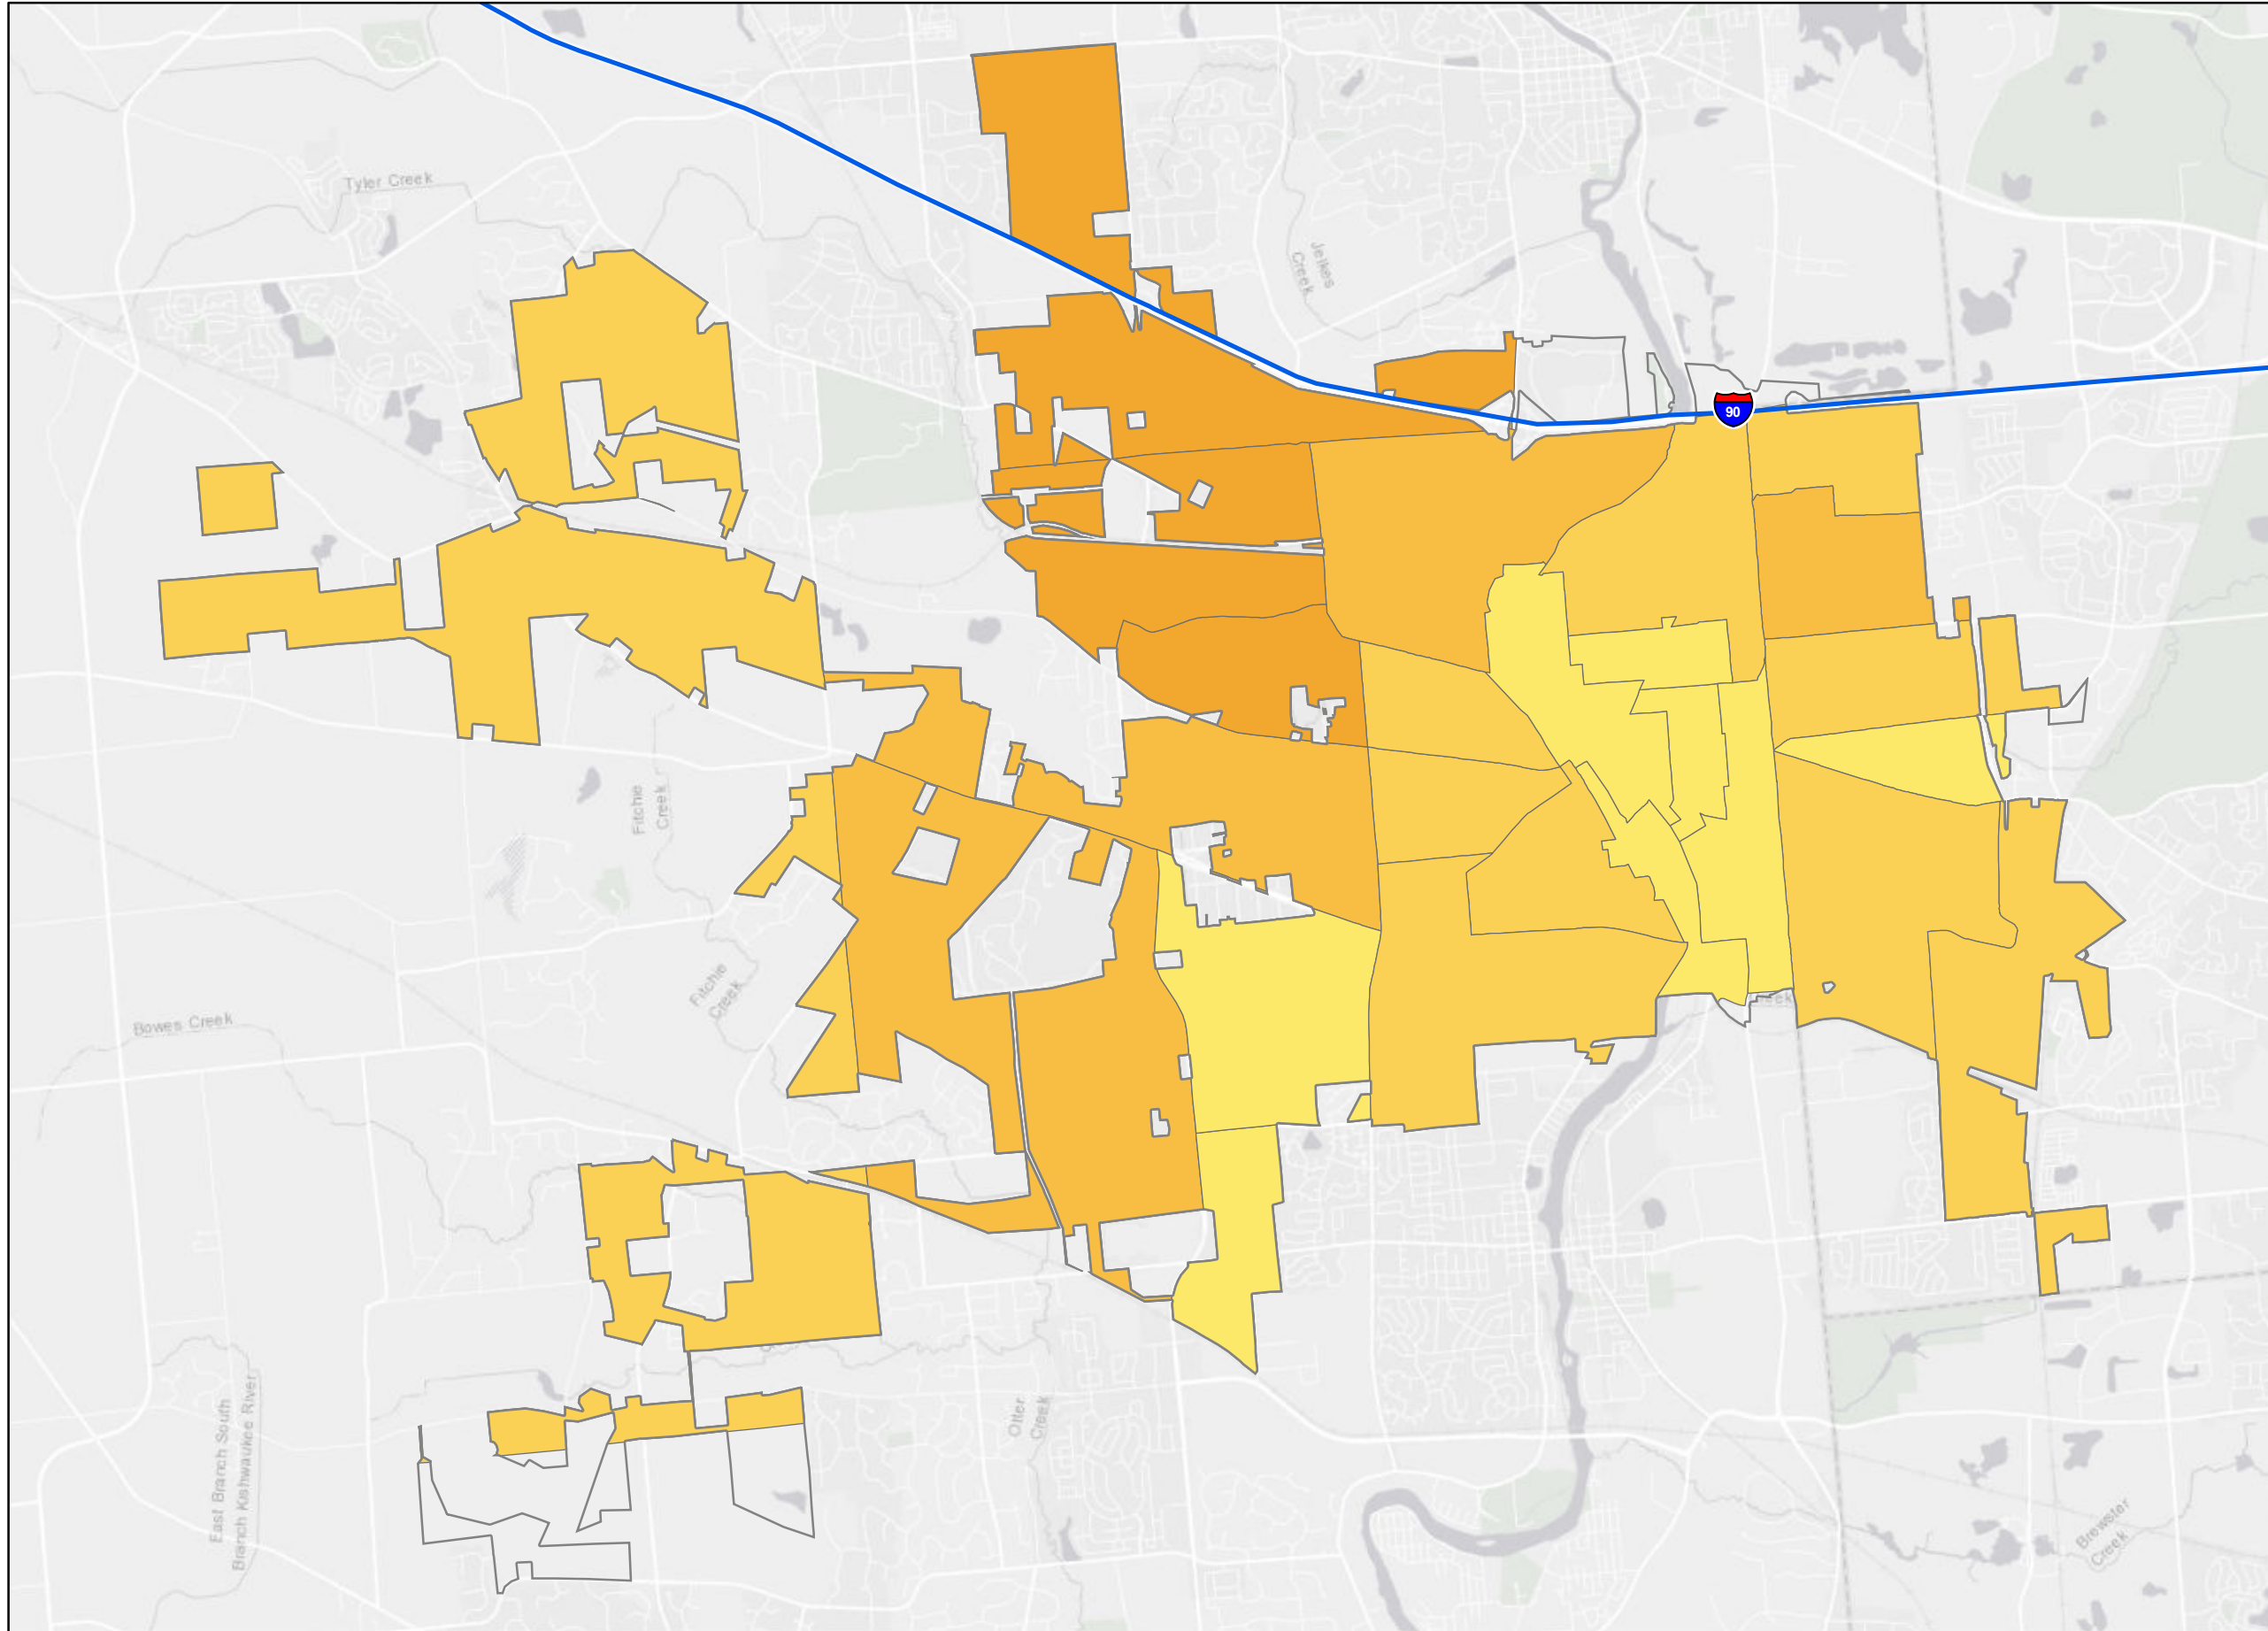 Tyler Creek
Jelkes
Creek
90
Fitchie
Creek
Fitchie
Creek
Bowes Creek
Creek
Otter
Creek
East Branch South
Branch Kishwaukee River
Brewster
Creek